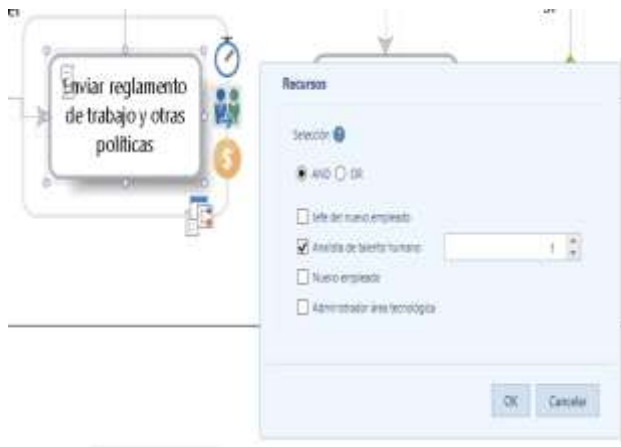 Enviar reglamento
de trabajo y otras
políticas
Recursos
Selección
AND
OR
Jefe del nuevo empleado
Analista de talento humano
1
Nuevo empleado
Administrador área tecnológica
OK
Cancelar